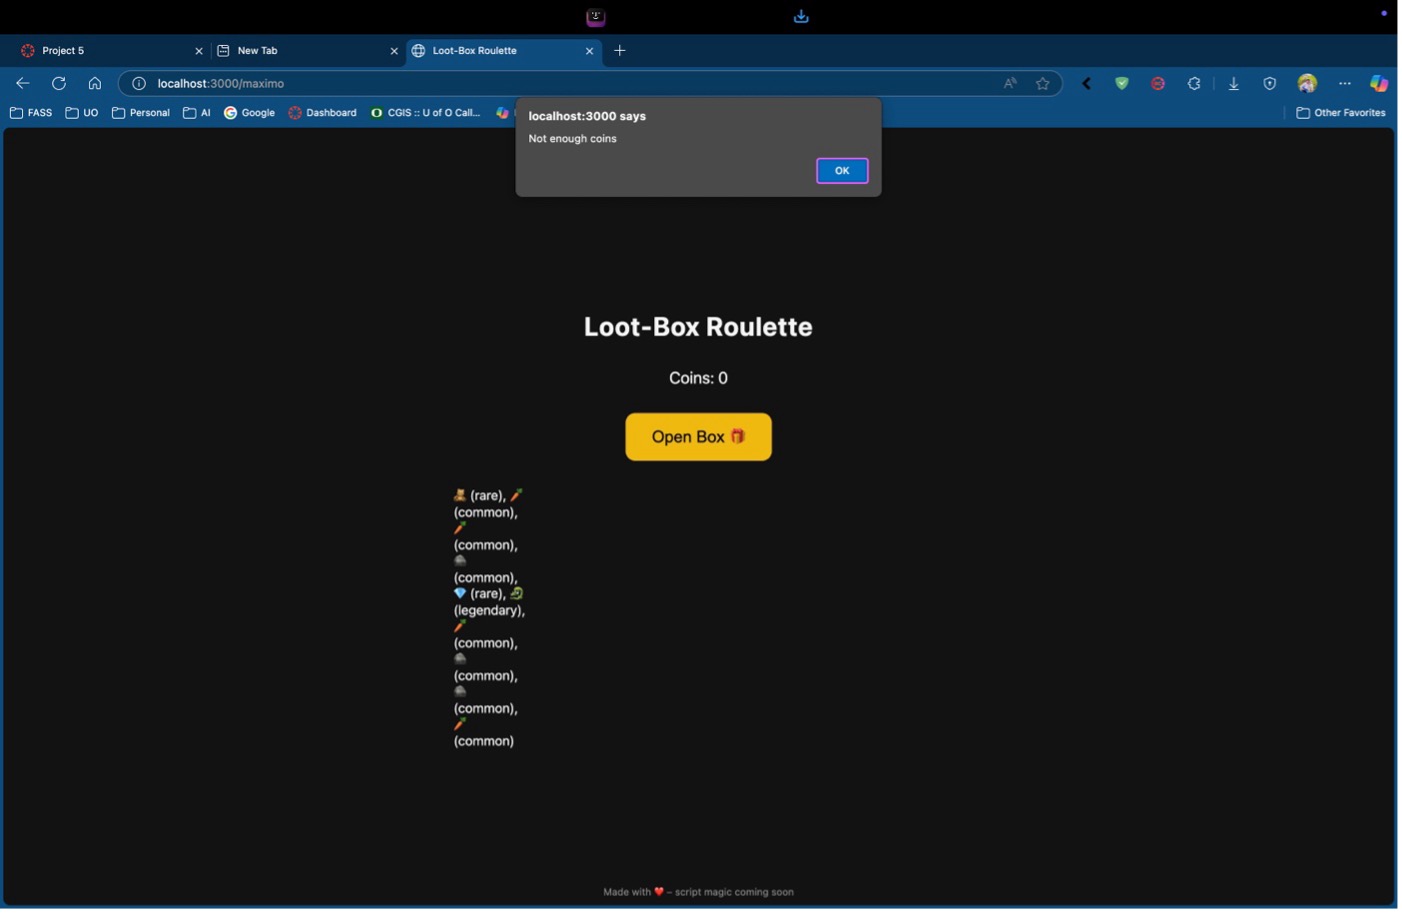 Project 5
New Tab
Loot-Box Roulette
localhost:3000/maximo
FASS
UO
Personal
AI
Google
Dashboard
CGIS :: U of O Call...
Other Favorites
localhost:3000 says
Not enough coins
OK
Loot-Box Roulette
Coins: 0
Open Box 🎁
🧸 (rare), 🥕
(common),
🥕
(common),
🪨
(common),
💎 (rare), 🐉
(legendary),
🥕
(common),
🪨
(common),
🪨
(common),
🥕
(common)
Made with ❤️ – script magic coming soon